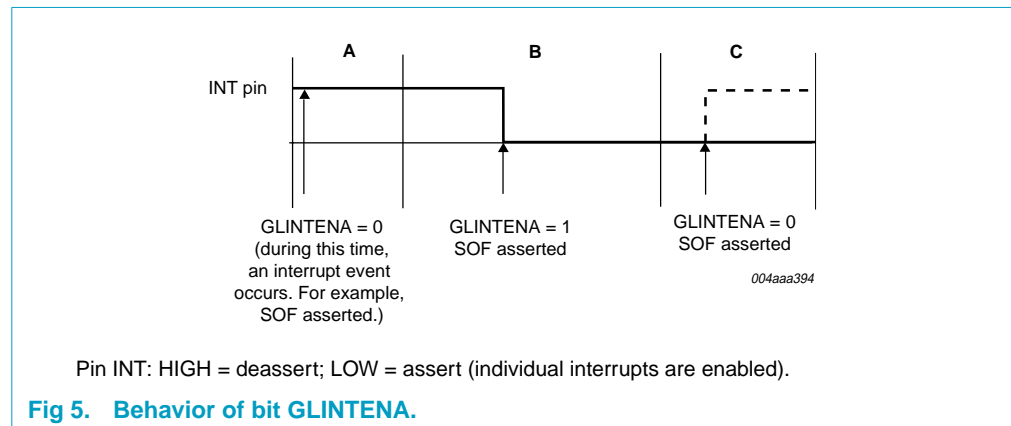 A
B
C
INT pin
GLINTENA = 0
(during this time,
an interrupt event
occurs. For example,
SOF asserted.)
GLINTENA = 1
SOF asserted
GLINTENA = 0
SOF asserted
004aaa394
Pin INT: HIGH = deassert; LOW = assert (individual interrupts are enabled).
Fig 5. Behavior of bit GLINTENA.